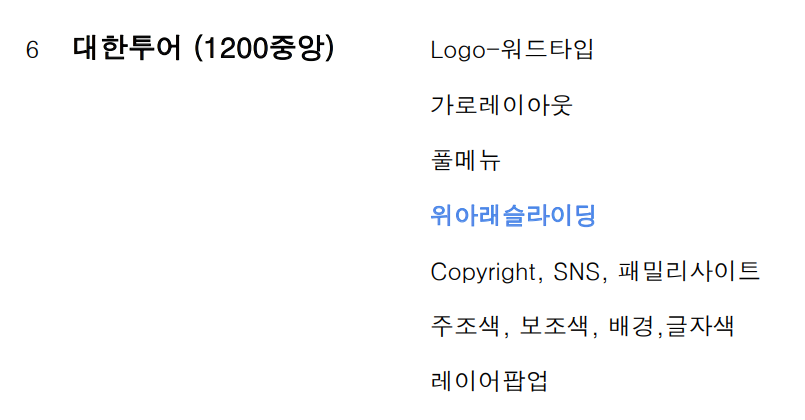 6 대한투어 (1200중앙) Logo-워드타입
가로레이아웃
풀메뉴
위아래슬라이딩
Copyright, SNS, 패밀리사이트
주조색, 보조색, 배경,글자색
레이어팝업